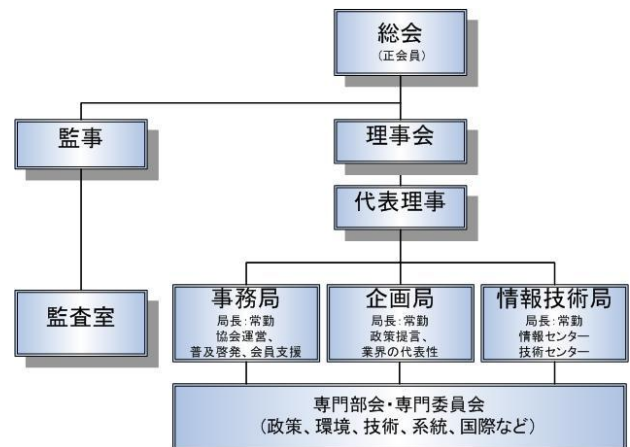 総会
(正会員)
監事
理事会
代表理事
監査室
事務局
局長：常勤
協会運営、
普及啓発、会員支援
企画局
局長：常勤
政策提言、
業界の代表性
情報技術局
局長：常勤
情報センター
技術センター
専門部会・専門委員会
(政策、環境、技術、系統、国際など)